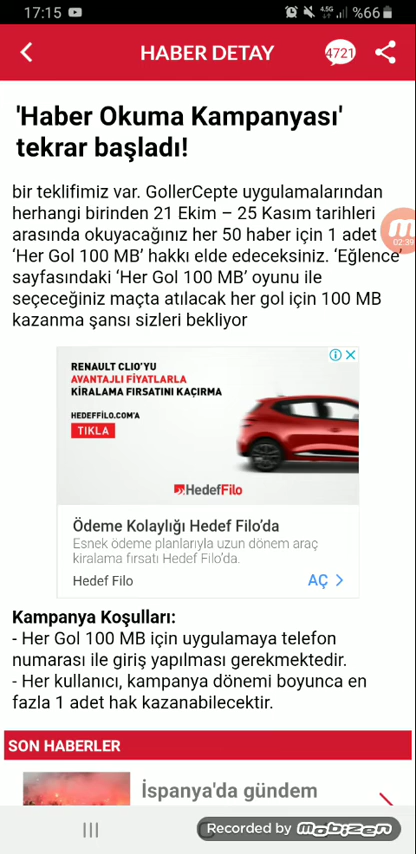 17:15
4.5G
%66
HABER DETAY
4721
'Haber Okuma Kampanyası'
tekrar başladı!
bir teklifimiz var. GollerCepte uygulamalarından
herhangi birinden 21 Ekim – 25 Kasım tarihleri
arasında okuyacağınız her 50 haber için 1 adet
‘Her Gol 100 MB’ hakkı elde edeceksiniz. ‘Eğlence’
sayfasındaki ‘Her Gol 100 MB’ oyunu ile
seçeceğiniz maçta atılacak her gol için 100 MB
kazanma şansı sizleri bekliyor
02:39
RENAULT CLIO'YU
AVANTAJLI FİYATLARLA
KİRALAMA FIRSATINI KAÇIRMA
HEDEFFİLO.COM'A
TIKLA
HedefFilo
Ödeme Kolaylığı Hedef Filo’da
Esnek ödeme planlarıyla uzun dönem araç
kiralama fırsatı Hedef Filo’da.
Hedef Filo
AÇ
Kampanya Koşulları:
- Her Gol 100 MB için uygulamaya telefon
numarası ile giriş yapılması gerekmektedir.
- Her kullanıcı, kampanya dönemi boyunca en
fazla 1 adet hak kazanabilecektir.
SON HABERLER
İspanya'da gündem
Recorded by mobizen